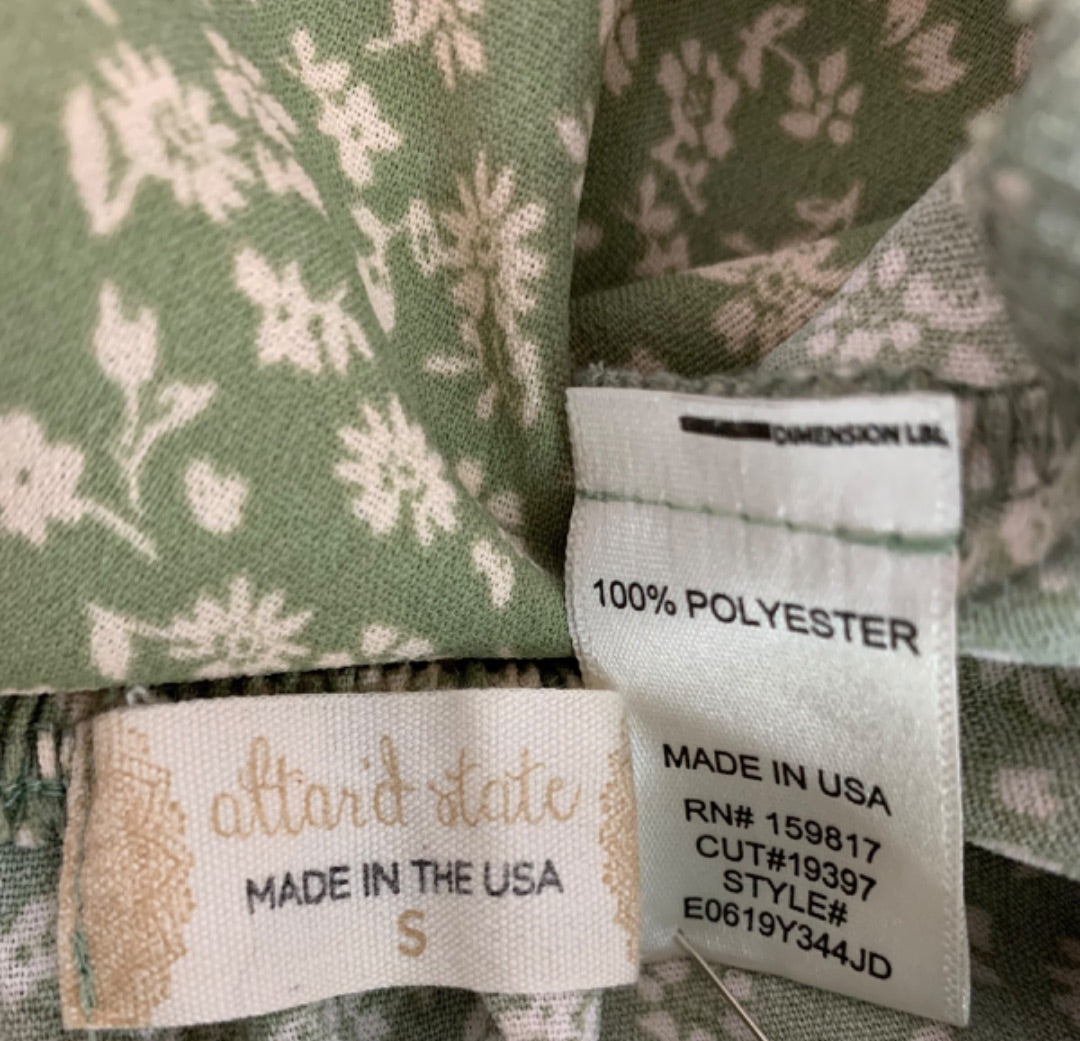 DIMENSION LBL
100% POLYESTER
MADE IN USA
RN# 159817
CUT#19397
STYLE#
E0619Y344JD
altar'd state
MADE IN THE USA
S